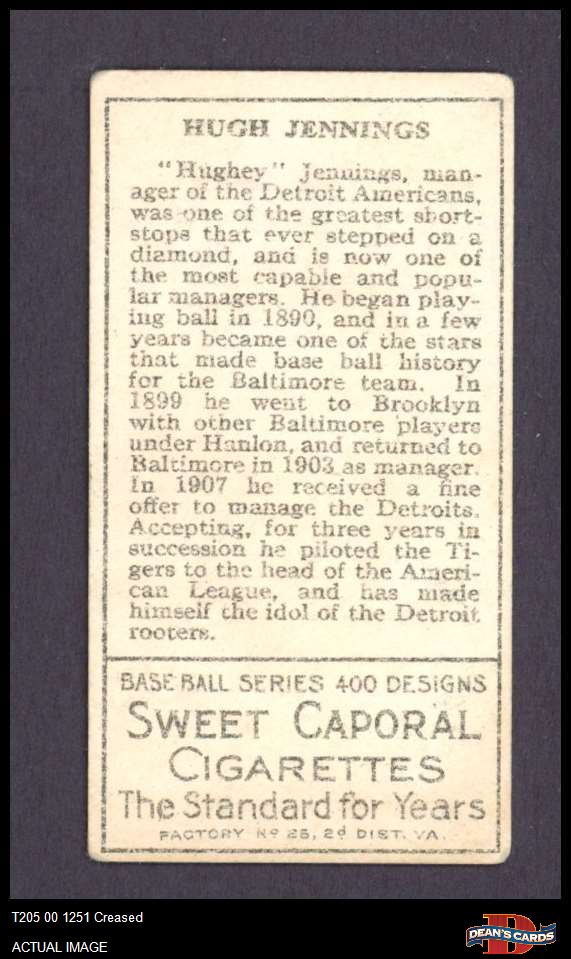 HUGH JENNINGS
"Hughey" Jennings, man-
ager of the Detroit Americans,
was one of the greatest short-
stops that ever stepped on a
diamond, and is now one of
the most capable and popu-
lar managers. He began play-
ing ball in 1890, and in a few
years became one of the stars
that made base ball history
for the Baltimore team. In
1899 he went to Brooklyn
with other Baltimore players
under Hanlon, and returned to
Baltimore in 1903 as manager.
In 1907 he received a fine
offer to manage the Detroits.
Accepting, for three years in
succession he piloted the Ti-
gers to the head of the Ameri-
can League, and has made
himself the idol of the Detroit
rooters.
BASE BALL SERIES 400 DESIGNS
SWEET CAPORAL
CIGARETTES
The Standard for Years
FACTORY No 25, 2d DIST. VA.
T205 00 1251 Creased
ACTUAL IMAGE
DEAN'S CARDS